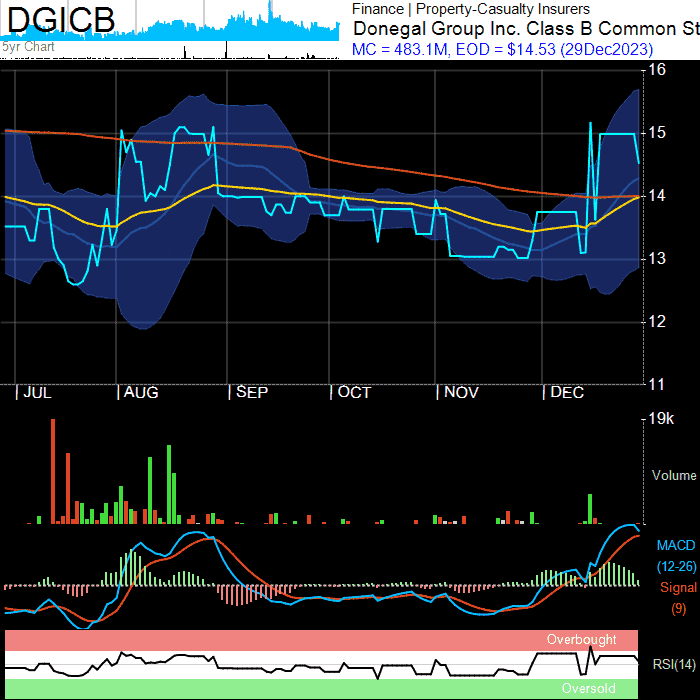 DGICB
5yr Chart
Finance | Property-Casualty Insurers
Donegal Group Inc. Class B Common St
MC = 483.1M, EOD = $14.53 (29Dec2023)
16
15
14
13
12
11
JUL AUG SEP OCT NOV DEC
19k
Volume
MACD
(12-26)
Signal
(9)
Overbought
RSI(14)
Oversold